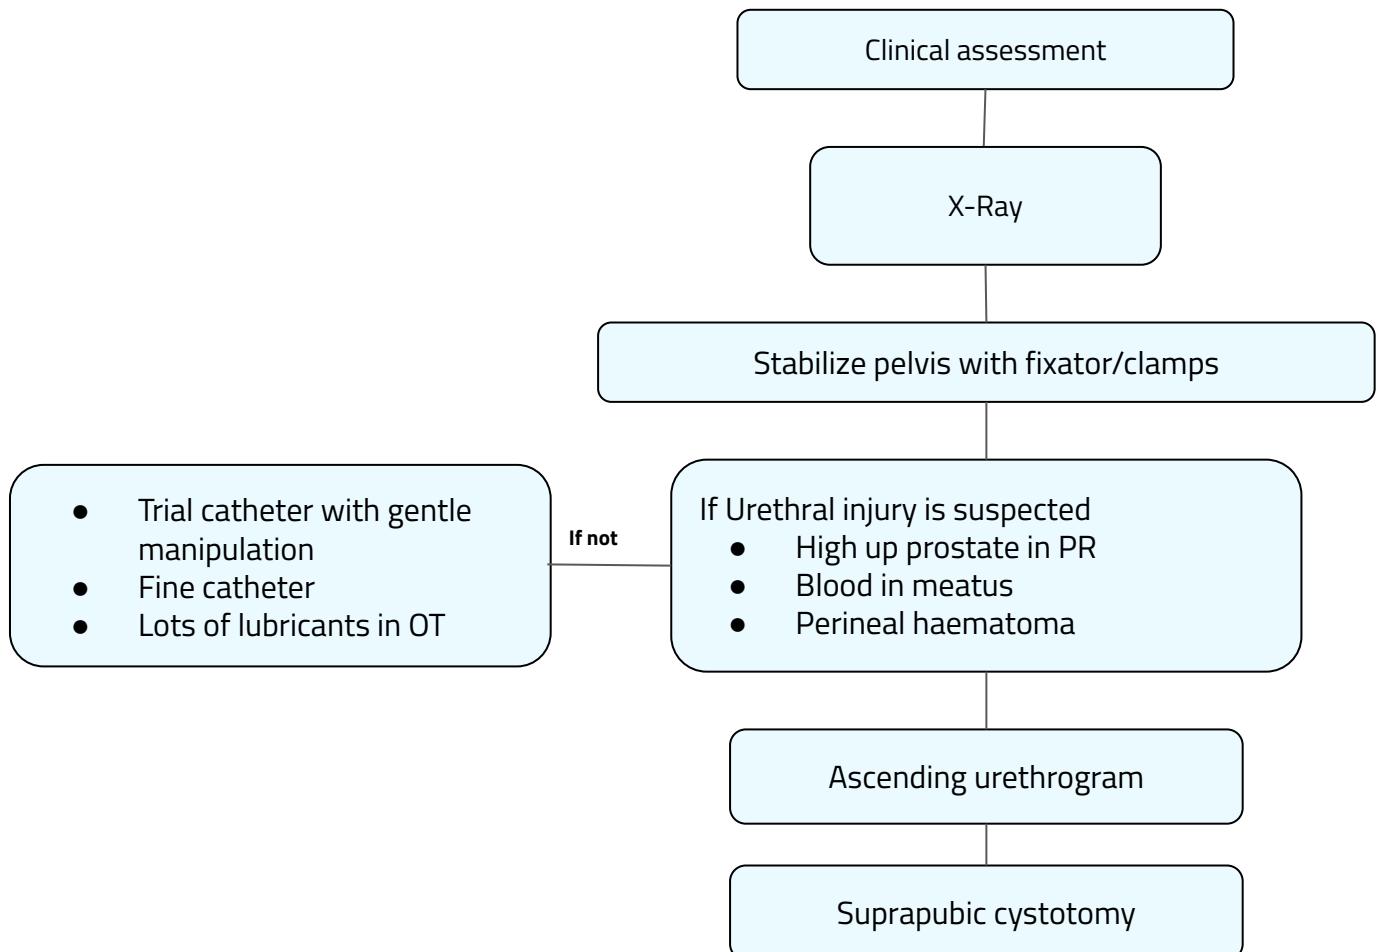 Clinical assessment
X-Ray
Stabilize pelvis with fixator/clamps
● Trial catheter with gentle
manipulation
● Fine catheter
● Lots of lubricants in OT
If not
If Urethral injury is suspected
● High up prostate in PR
● Blood in meatus
● Perineal haematoma
Ascending urethrogram
Suprapubic cystotomy